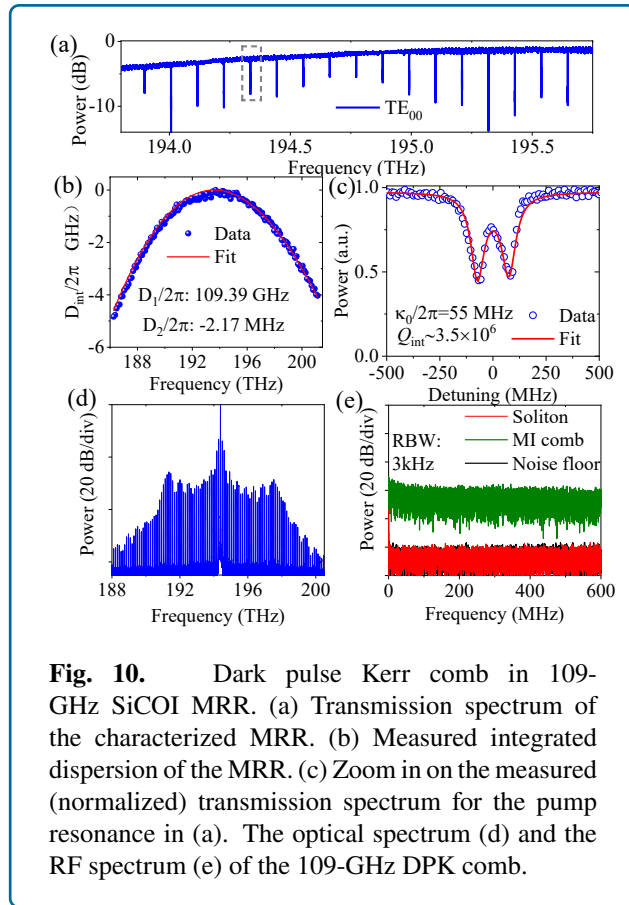 (a)
0
-10
Power (dB)
TE00
194.0 194.5 195.0 195.5
Frequency (THz)
(b)
0
-2
-4
-6
Dint/2π GHz)
Data
Fit
D1/2π: 109.39 GHz
D2/2π: -2.17 MHz
188 192 196 200
Frequency (THz)
(c)
1.0
0.5
0.0
Power (a.u.)
κ0/2π=55 MHz
Qint~3.5×10⁶
Data
Fit
-500 0 500
Detuning (MHz)
(d)
Power (20 dB/div)
188 192 196 200
Frequency (THz)
(e)
Power (20 dB/div)
RBW:
3kHz
Soliton
MI comb
Noise floor
0 200 400 600
Frequency (MHz)
Fig. 10. Dark pulse Kerr comb in 109-
GHz SiCOI MRR. (a) Transmission spectrum of
the characterized MRR. (b) Measured integrated
dispersion of the MRR. (c) Zoom in on the measured
(normalized) transmission spectrum for the pump
resonance in (a). The optical spectrum (d) and the
RF spectrum (e) of the 109-GHz DPK comb.